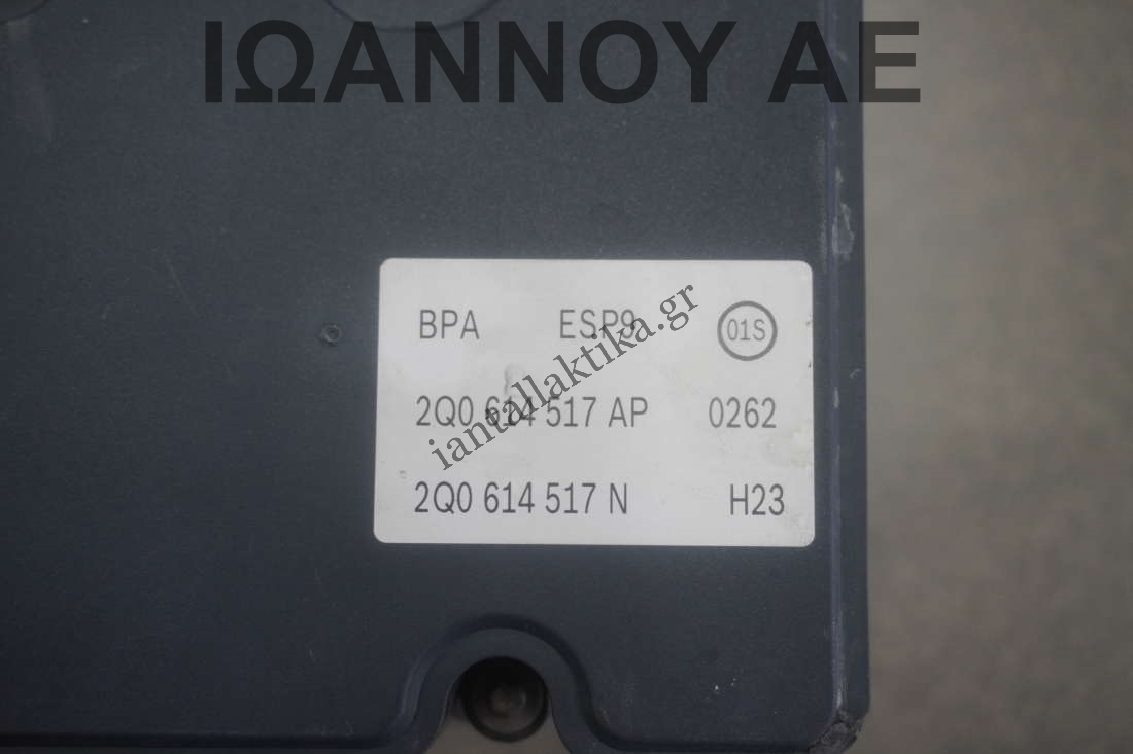 ΙΩΑΝΝΟΥ ΑΕ
BPA ESP9 01S
iantallaktika.gr
2Q0 614 517 AP 0262
2Q0 614 517 N H23